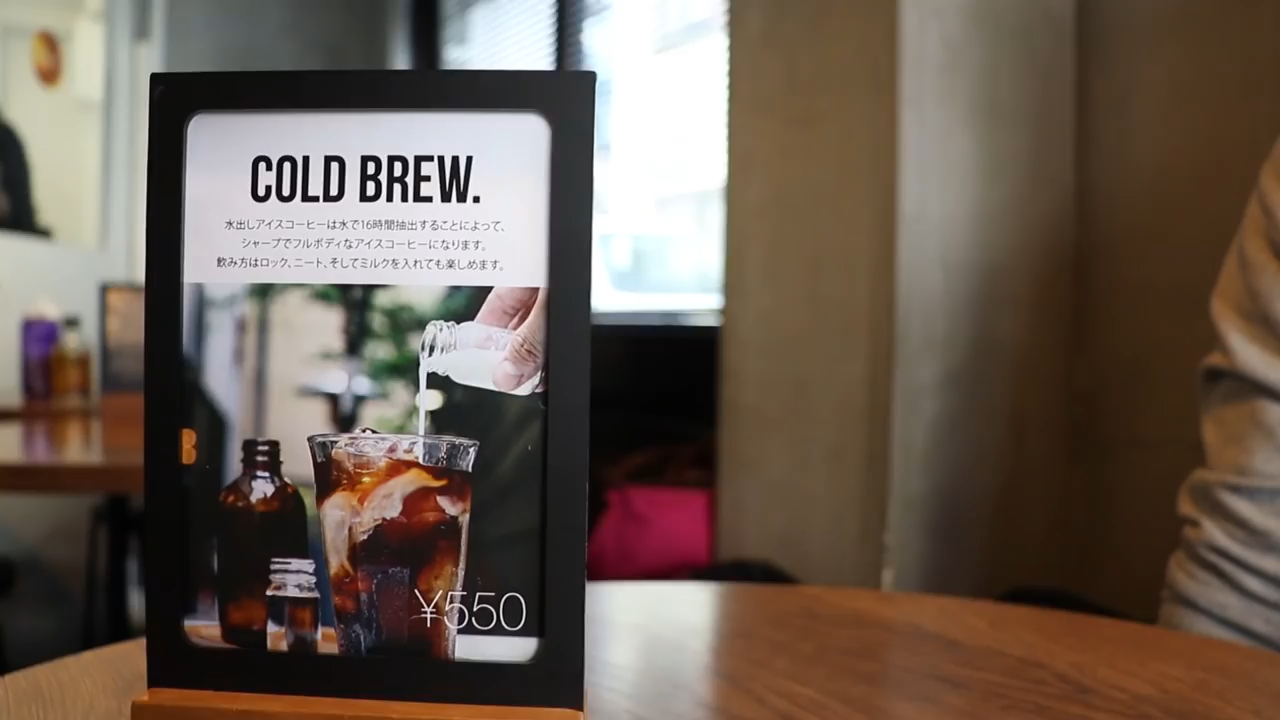 COLD BREW.
水出しアイスコーヒーは水で16時間抽出することによって、
シャープでフルボディなアイスコーヒーになります。
飲み方はロック、ニート、そしてミルクを入れても楽しめます。
B
¥550